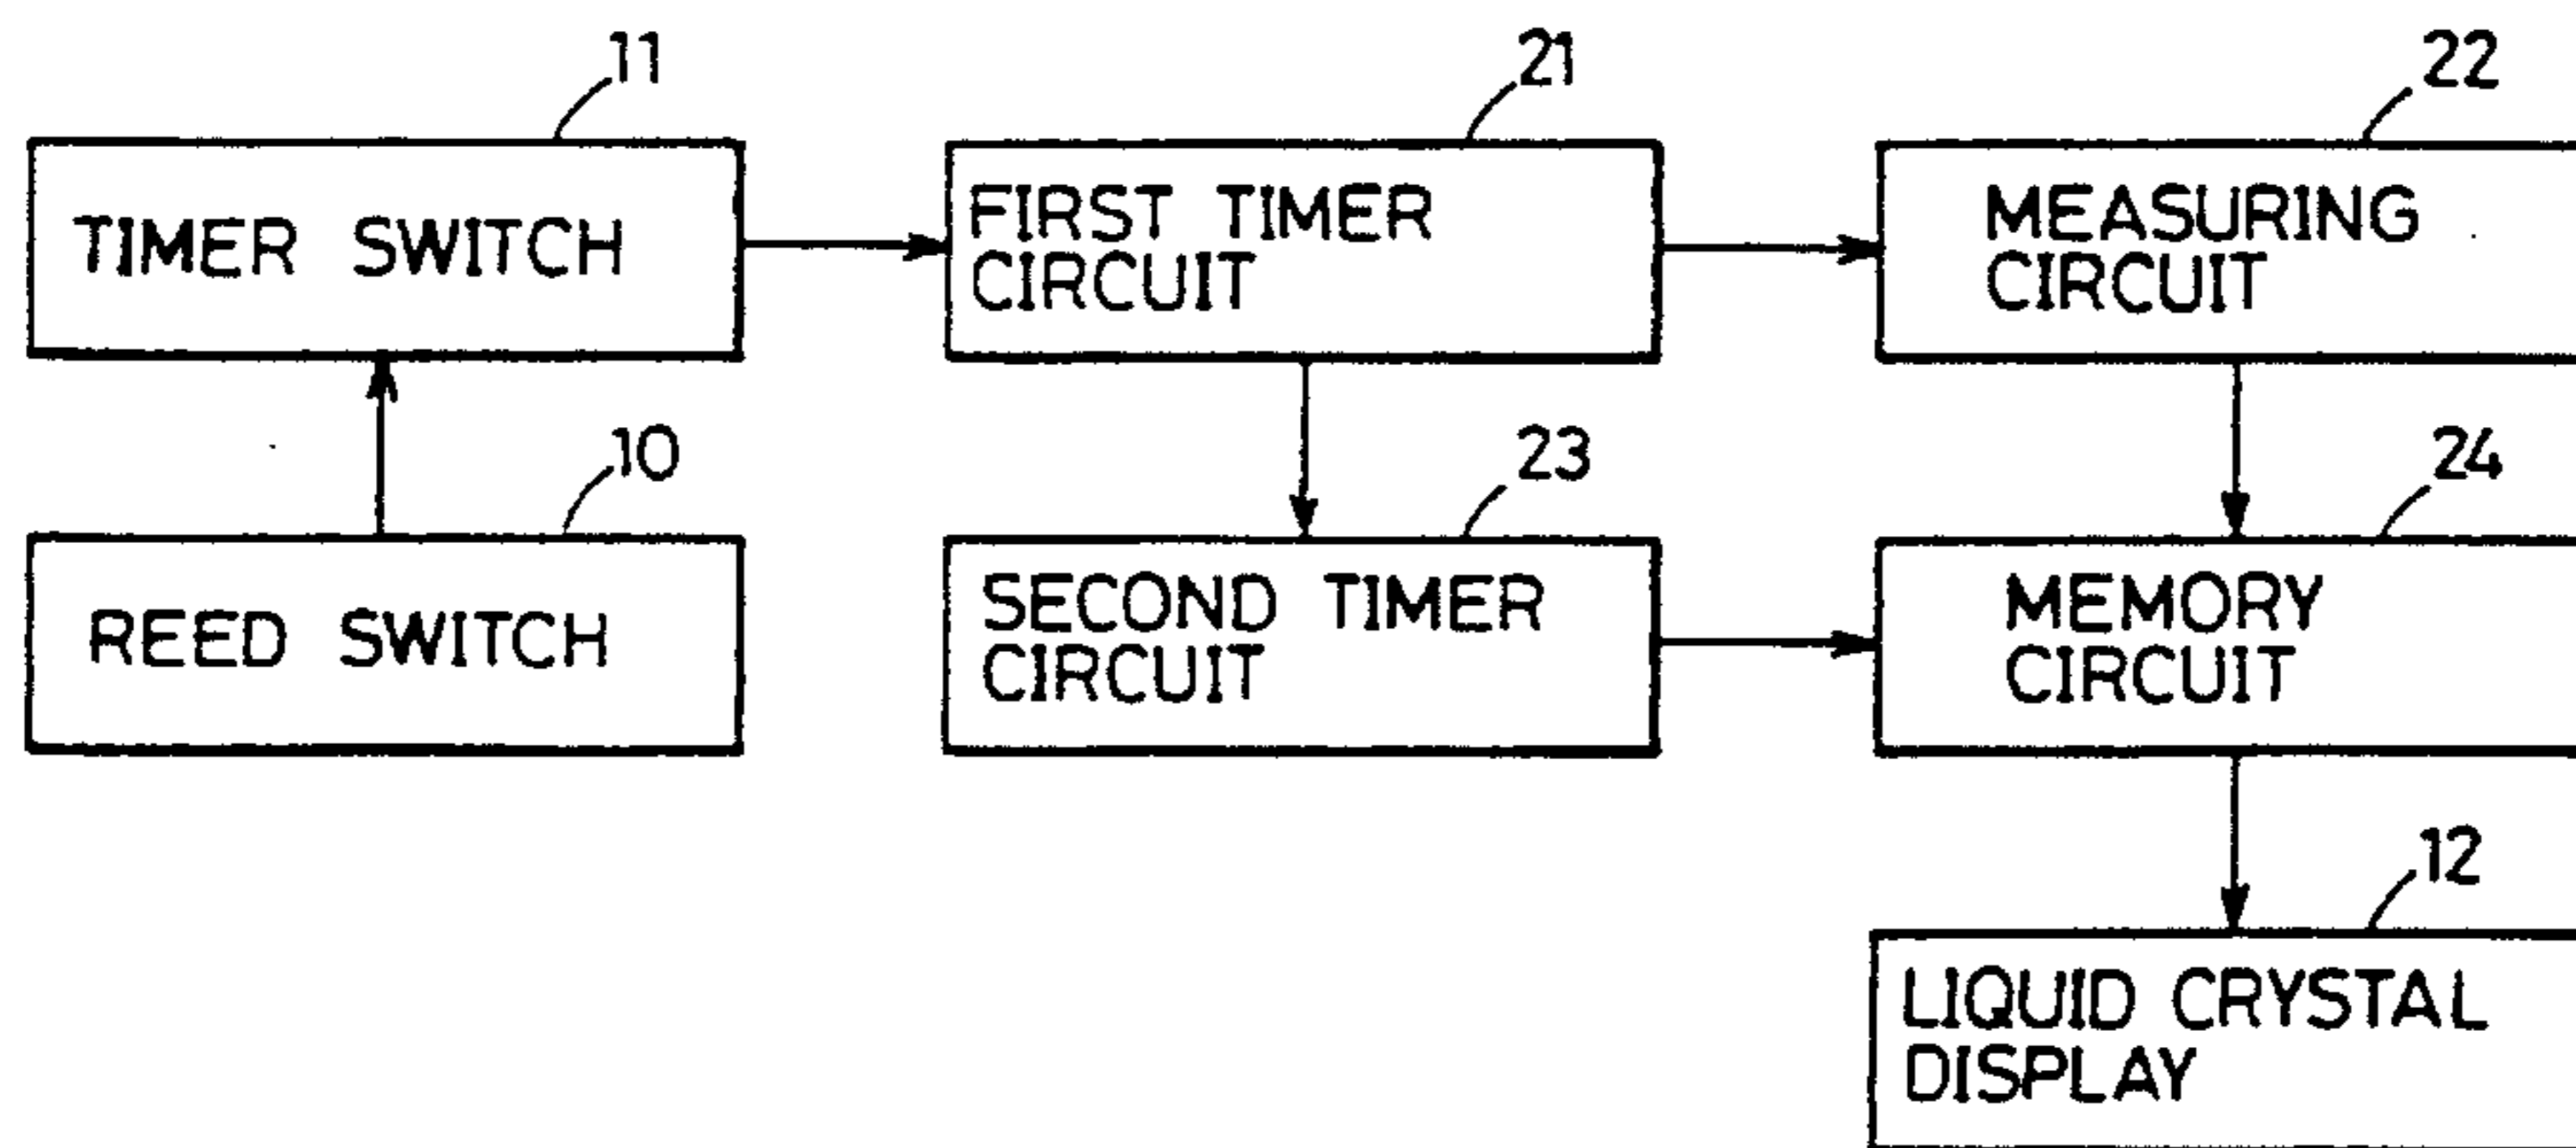 11
21
22
TIMER SWITCH
FIRST TIMER
CIRCUIT
MEASURING
CIRCUIT
10
23
24
REED SWITCH
SECOND TIMER
CIRCUIT
MEMORY
CIRCUIT
12
LIQUID CRYSTAL
DISPLAY